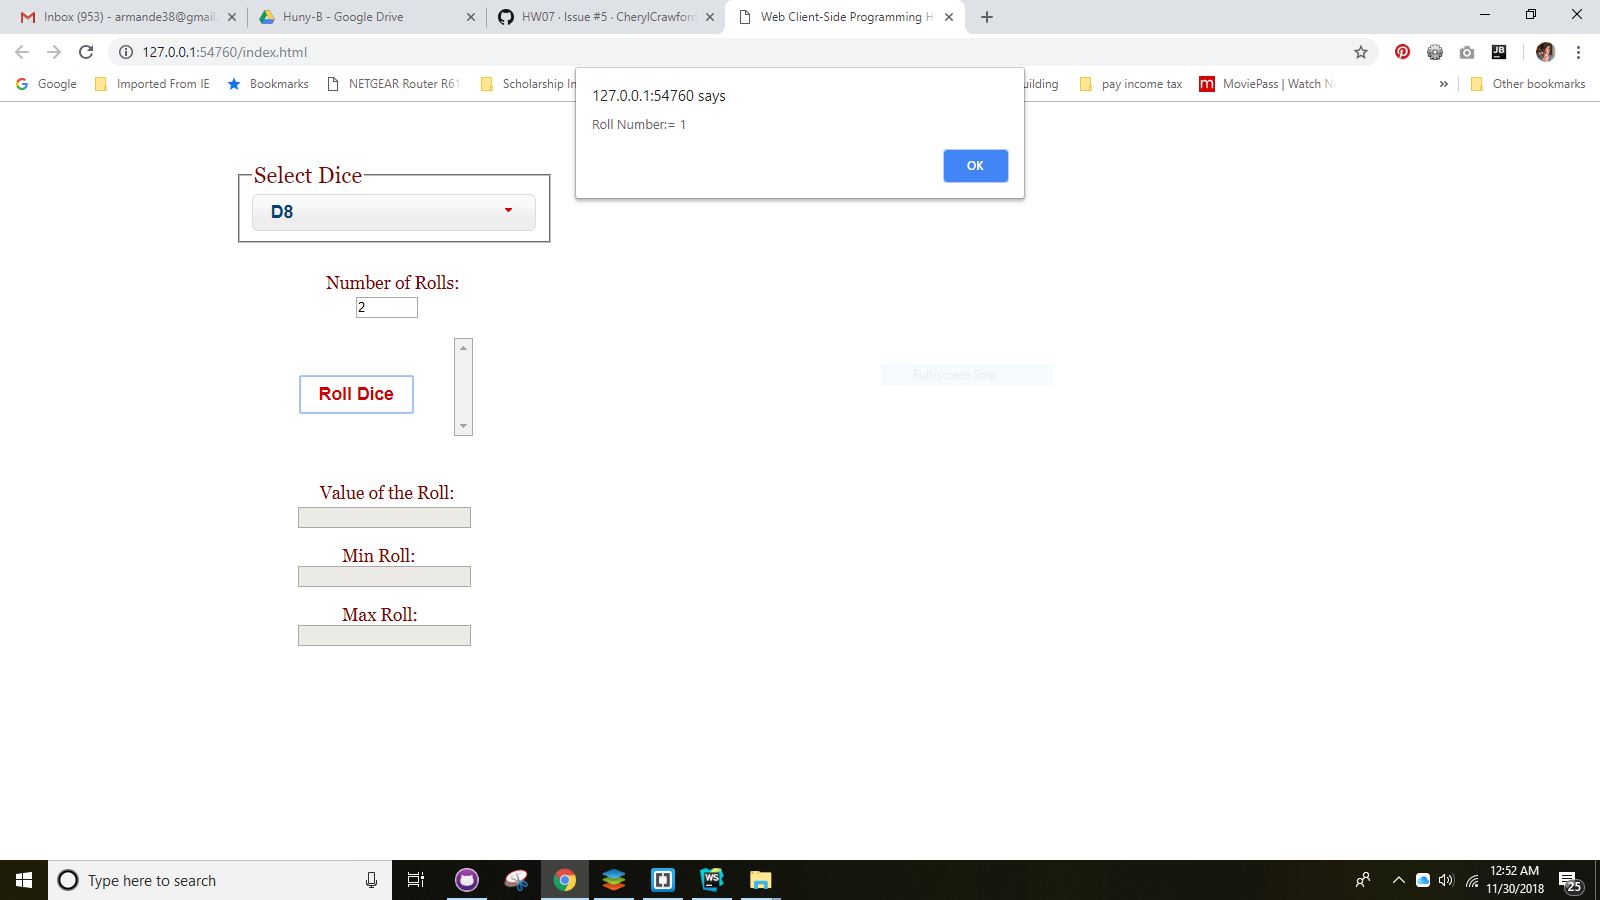 Inbox (953) - armande38@gmail.
Huny-B - Google Drive
HW07 · Issue #5 · CherylCrawford
Web Client-Side Programming H
127.0.0.1:54760/index.html
Google
Imported From IE
Bookmarks
NETGEAR Router R61
Scholarship In
uilding
pay income tax
MoviePass | Watch N
»
Other bookmarks
127.0.0.1:54760 says
Roll Number:= 1
OK
Select Dice
D8
Number of Rolls:
2
Full-screen Snip
Roll Dice
Value of the Roll:
Min Roll:
Max Roll:
Type here to search
12:52 AM
11/30/2018
25